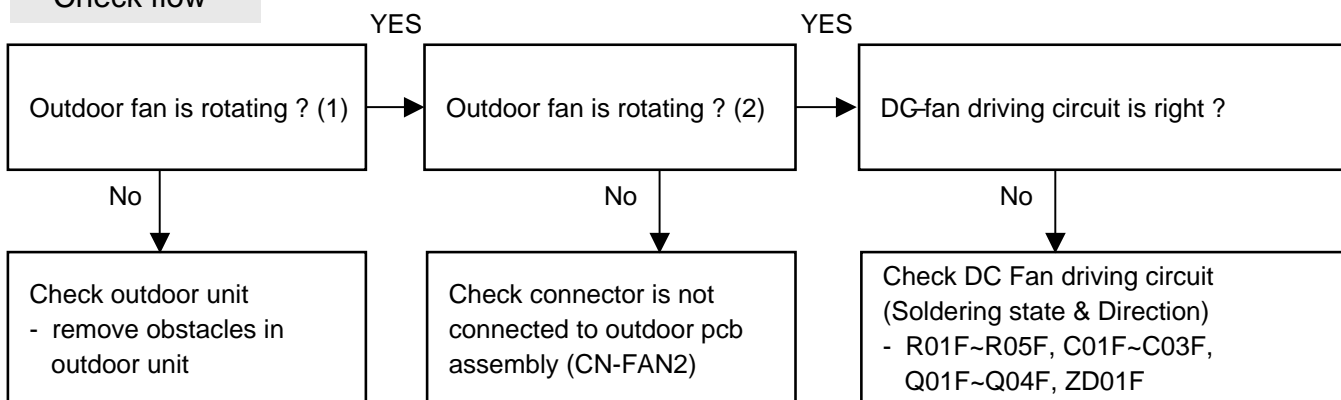 Check flow
YES
YES
Outdoor fan is rotating ? (1)
Outdoor fan is rotating ? (2)
DC-fan driving circuit is right ?
No
No
No
Check outdoor unit
- remove obstacles in
outdoor unit
Check connector is not
connected to outdoor pcb
assembly (CN-FAN2)
Check DC Fan driving circuit
(Soldering state & Direction)
- R01F~R05F, C01F~C03F,
Q01F~Q04F, ZD01F